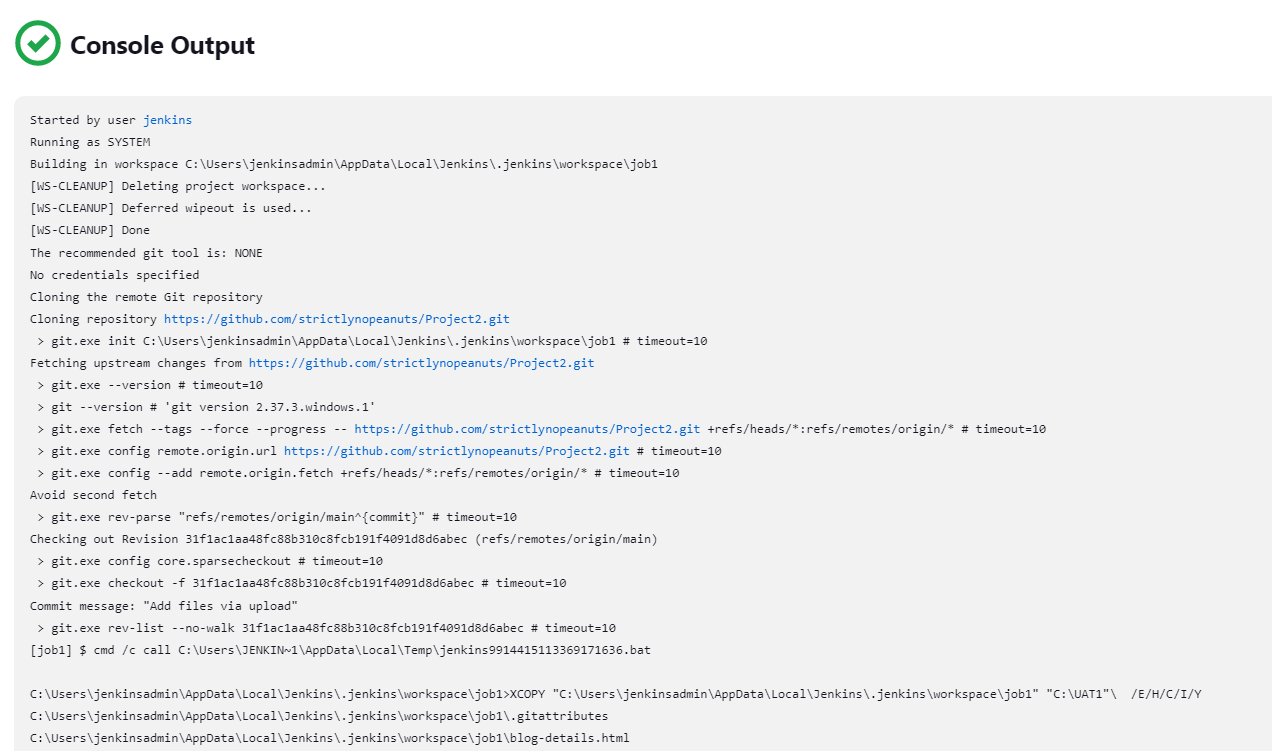 Console Output
Started by user jenkins
Running as SYSTEM
Building in workspace C:\Users\jenkinsadmin\AppData\Local\Jenkins\.jenkins\workspace\job1
[WS-CLEANUP] Deleting project workspace...
[WS-CLEANUP] Deferred wipeout is used...
[WS-CLEANUP] Done
The recommended git tool is: NONE
No credentials specified
Cloning the remote Git repository
Cloning repository https://github.com/strictlynopeanuts/Project2.git
 > git.exe init C:\Users\jenkinsadmin\AppData\Local\Jenkins\.jenkins\workspace\job1 # timeout=10
Fetching upstream changes from https://github.com/strictlynopeanuts/Project2.git
 > git.exe --version # timeout=10
 > git --version # 'git version 2.37.3.windows.1'
 > git.exe fetch --tags --force --progress -- https://github.com/strictlynopeanuts/Project2.git +refs/heads/*:refs/remotes/origin/* # timeout=10
 > git.exe config remote.origin.url https://github.com/strictlynopeanuts/Project2.git # timeout=10
 > git.exe config --add remote.origin.fetch +refs/heads/*:refs/remotes/origin/* # timeout=10
Avoid second fetch
 > git.exe rev-parse "refs/remotes/origin/main^{commit}" # timeout=10
Checking out Revision 31f1ac1aa48fc88b310c8fcb191f4091d8d6abec (refs/remotes/origin/main)
 > git.exe config core.sparsecheckout # timeout=10
 > git.exe checkout -f 31f1ac1aa48fc88b310c8fcb191f4091d8d6abec # timeout=10
Commit message: "Add files via upload"
 > git.exe rev-list --no-walk 31f1ac1aa48fc88b310c8fcb191f4091d8d6abec # timeout=10
[job1] $ cmd /c call C:\Users\JENKIN~1\AppData\Local\Temp\jenkins9914415113369171636.bat
C:\Users\jenkinsadmin\AppData\Local\Jenkins\.jenkins\workspace\job1>XCOPY "C:\Users\jenkinsadmin\AppData\Local\Jenkins\.jenkins\workspace\job1" "C:\UAT1"\  /E/H/C/I/Y
C:\Users\jenkinsadmin\AppData\Local\Jenkins\.jenkins\workspace\job1\.gitattributes
C:\Users\jenkinsadmin\AppData\Local\Jenkins\.jenkins\workspace\job1\blog-details.html